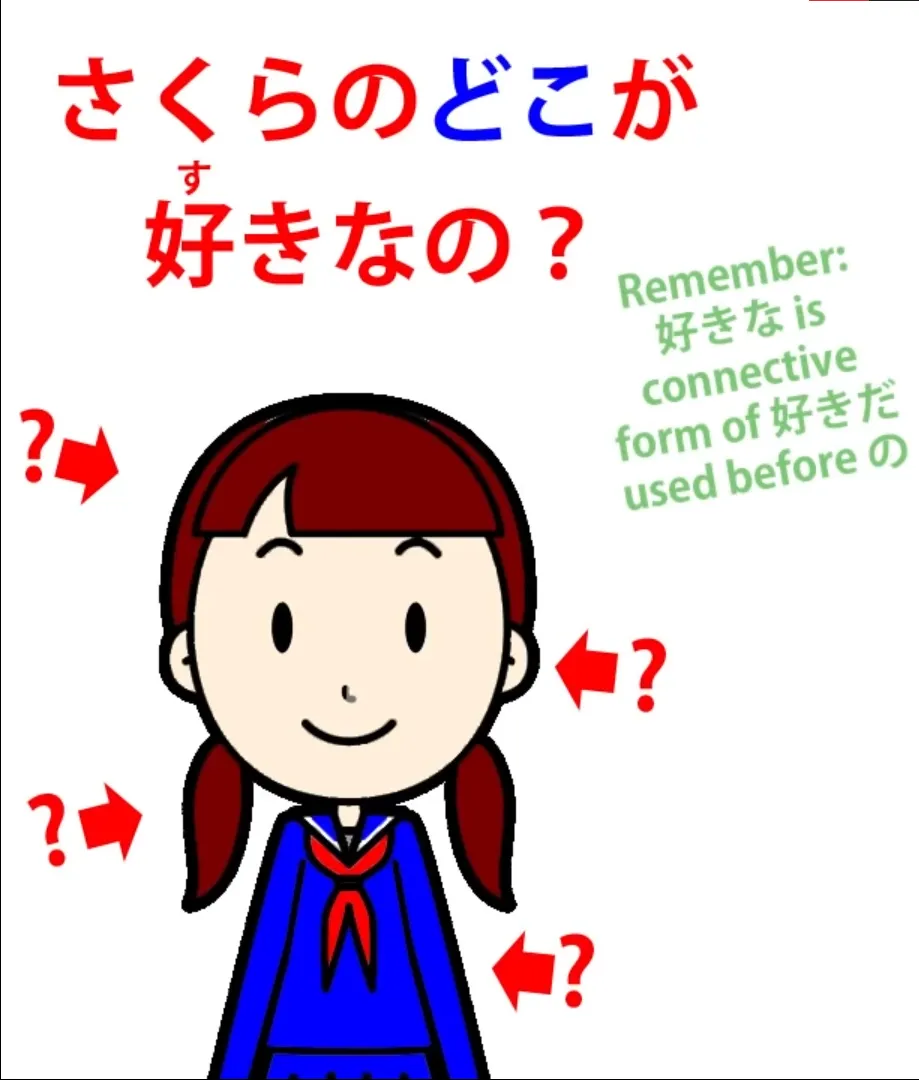 さくらのどこが
す
好きなの？
Remember:
好きな is
connective
form of 好きだ
used before の
?
?
?
?